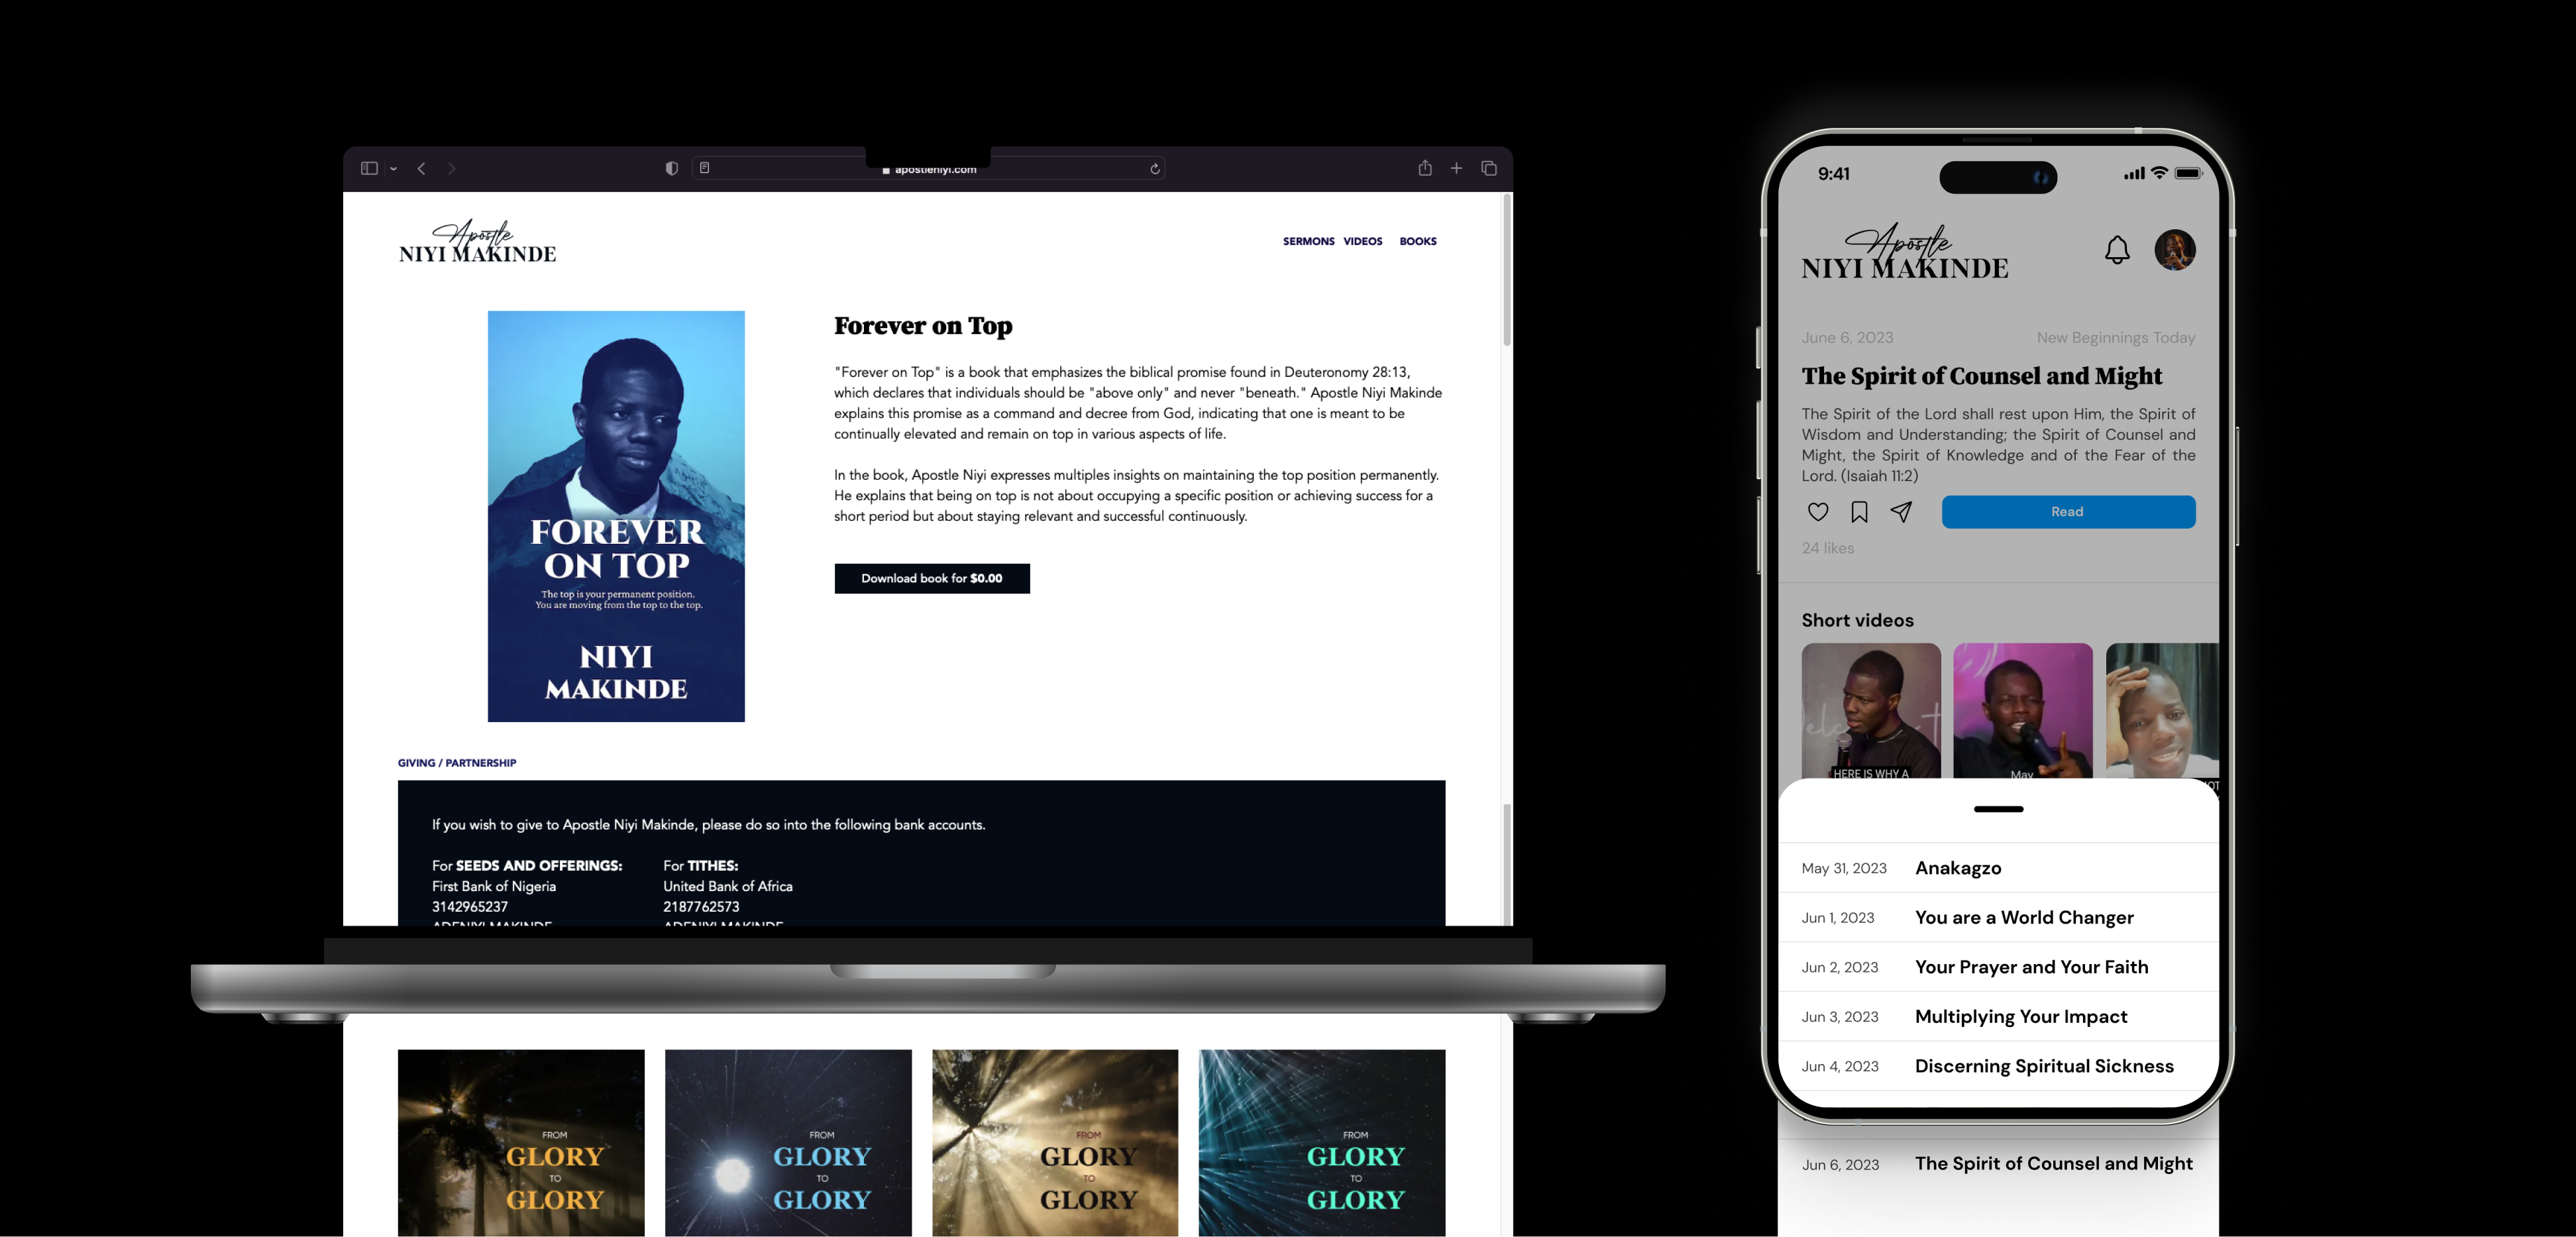 apostleniyi.com
Apostle
NIYI MAKINDE
SERMONS VIDEOS BOOKS
FOREVER
ON TOP
The top is your permanent position.
You are moving from the top to the top.
NIYI
MAKINDE
Forever on Top
"Forever on Top" is a book that emphasizes the biblical promise found in Deuteronomy 28:13,
which declares that individuals should be "above only" and never "beneath." Apostle Niyi Makinde
explains this promise as a command and decree from God, indicating that one is meant to be
continually elevated and remain on top in various aspects of life.
In the book, Apostle Niyi expresses multiples insights on maintaining the top position permanently.
He explains that being on top is not about occupying a specific position or achieving success for a
short period but about staying relevant and successful continuously.
Download book for $0.00
GIVING / PARTNERSHIP
If you wish to give to Apostle Niyi Makinde, please do so into the following bank accounts.
For SEEDS AND OFFERINGS:
First Bank of Nigeria
3142965237
ADENIYI MAKINDE
For TITHES:
United Bank of Africa
2187762573
ADENIYI MAKINDE
FROM
GLORY
TO
GLORY
FROM
GLORY
TO
GLORY
FROM
GLORY
TO
GLORY
FROM
GLORY
TO
GLORY
9:41
Apostle
NIYI MAKINDE
June 6, 2023 New Beginnings Today
The Spirit of Counsel and Might
The Spirit of the Lord shall rest upon Him, the Spirit of
Wisdom and Understanding; the Spirit of Counsel and
Might, the Spirit of Knowledge and of the Fear of the
Lord. (Isaiah 11:2)
Read
24 likes
Short videos
HERE IS WHY A
May
May 31, 2023 Anakagzo
Jun 1, 2023 You are a World Changer
Jun 2, 2023 Your Prayer and Your Faith
Jun 3, 2023 Multiplying Your Impact
Jun 4, 2023 Discerning Spiritual Sickness
Jun 6, 2023 The Spirit of Counsel and Might